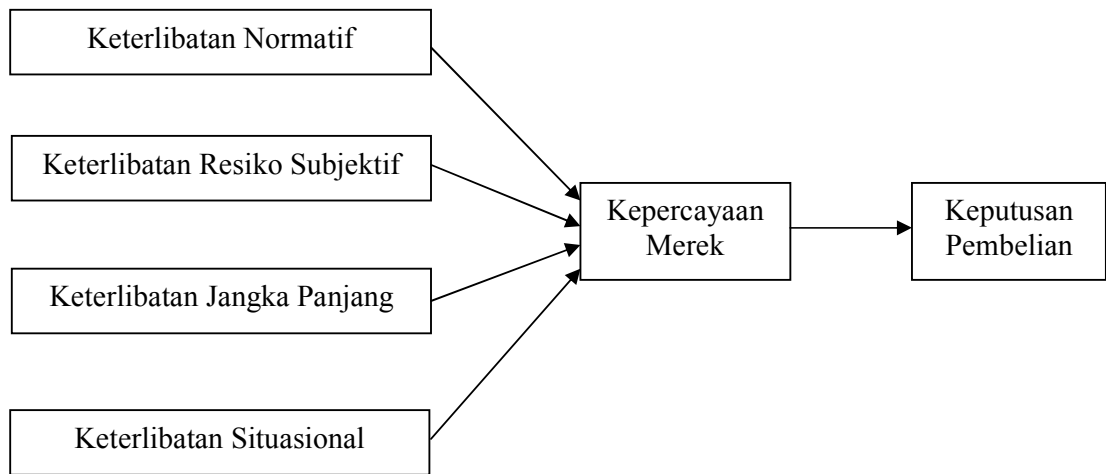 Keterlibatan Normatif
Keterlibatan Resiko Subjektif
Keterlibatan Jangka Panjang
Keterlibatan Situasional
Kepercayaan
Merek
Keputusan
Pembelian